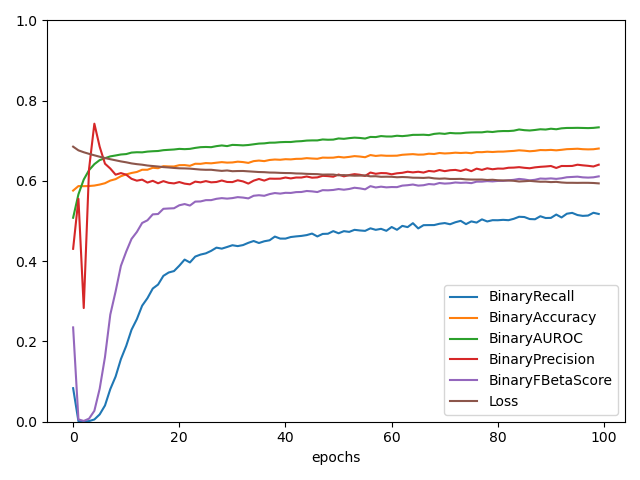 1.0
0.8
0.6
0.4
0.2
0.0
0 20 40 60 80 100
epochs
BinaryRecall
BinaryAccuracy
BinaryAUROC
BinaryPrecision
BinaryFBetaScore
Loss